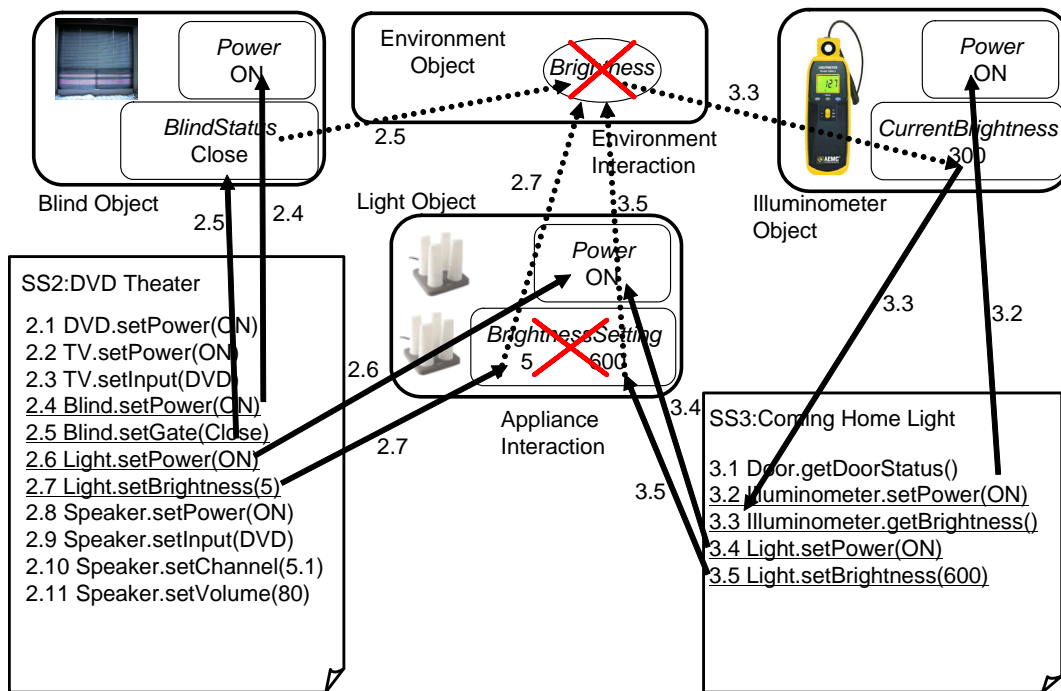 Power
ON
BlindStatus
Close
Blind Object
Environment
Object
Brightness
Environment
Interaction
Power
ON
CurrentBrightness
300
127
AEMC
Illuminometer
Object
2.5
3.3
2.7
3.5
2.5
2.4
Light Object
Power
ON
BrightnessSetting
5 600
Appliance
Interaction
3.3
3.2
2.6
2.7
3.4
3.5
SS2:DVD Theater
2.1 DVD.setPower(ON)
2.2 TV.setPower(ON)
2.3 TV.setInput(DVD)
2.4 Blind.setPower(ON)
2.5 Blind.setGate(Close)
2.6 Light.setPower(ON)
2.7 Light.setBrightness(5)
2.8 Speaker.setPower(ON)
2.9 Speaker.setInput(DVD)
2.10 Speaker.setChannel(5.1)
2.11 Speaker.setVolume(80)
SS3:Coming Home Light
3.1 Door.getDoorStatus()
3.2 Illuminometer.setPower(ON)
3.3 Illuminometer.getBrightness()
3.4 Light.setPower(ON)
3.5 Light.setBrightness(600)